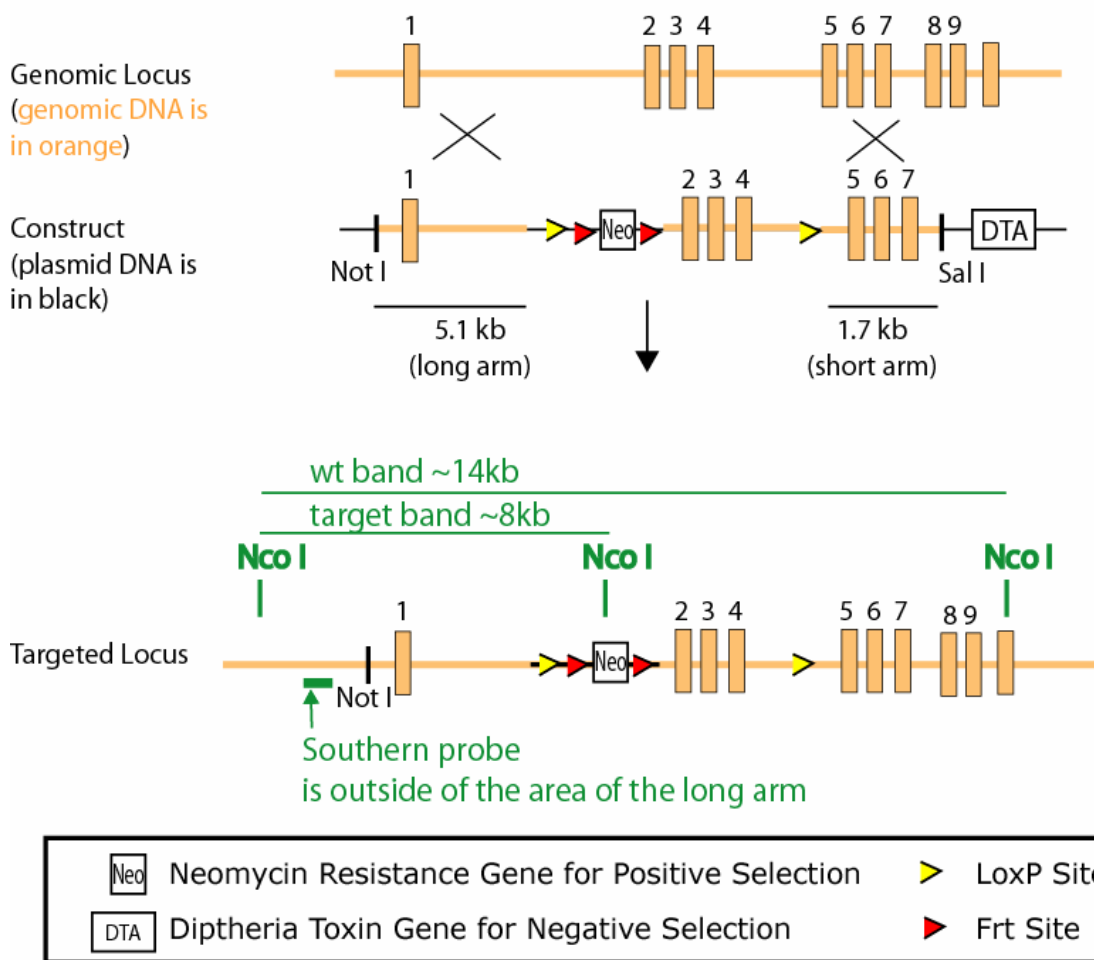 1 2 3 4 5 6 7 8 9
Genomic Locus
(genomic DNA is
in orange)
1 2 3 4 5 6 7
Construct
(plasmid DNA is
in black)
Neo
DTA
Not I
Sal I
5.1 kb
(long arm)
1.7 kb
(short arm)
wt band ~14kb
target band ~8kb
Nco I Nco I Nco I
1 2 3 4 5 6 7 8 9
Targeted Locus
Neo
Not I
Southern probe
is outside of the area of the long arm
Neo Neomycin Resistance Gene for Positive Selection LoxP Site
DTA Diptheria Toxin Gene for Negative Selection Frt Site